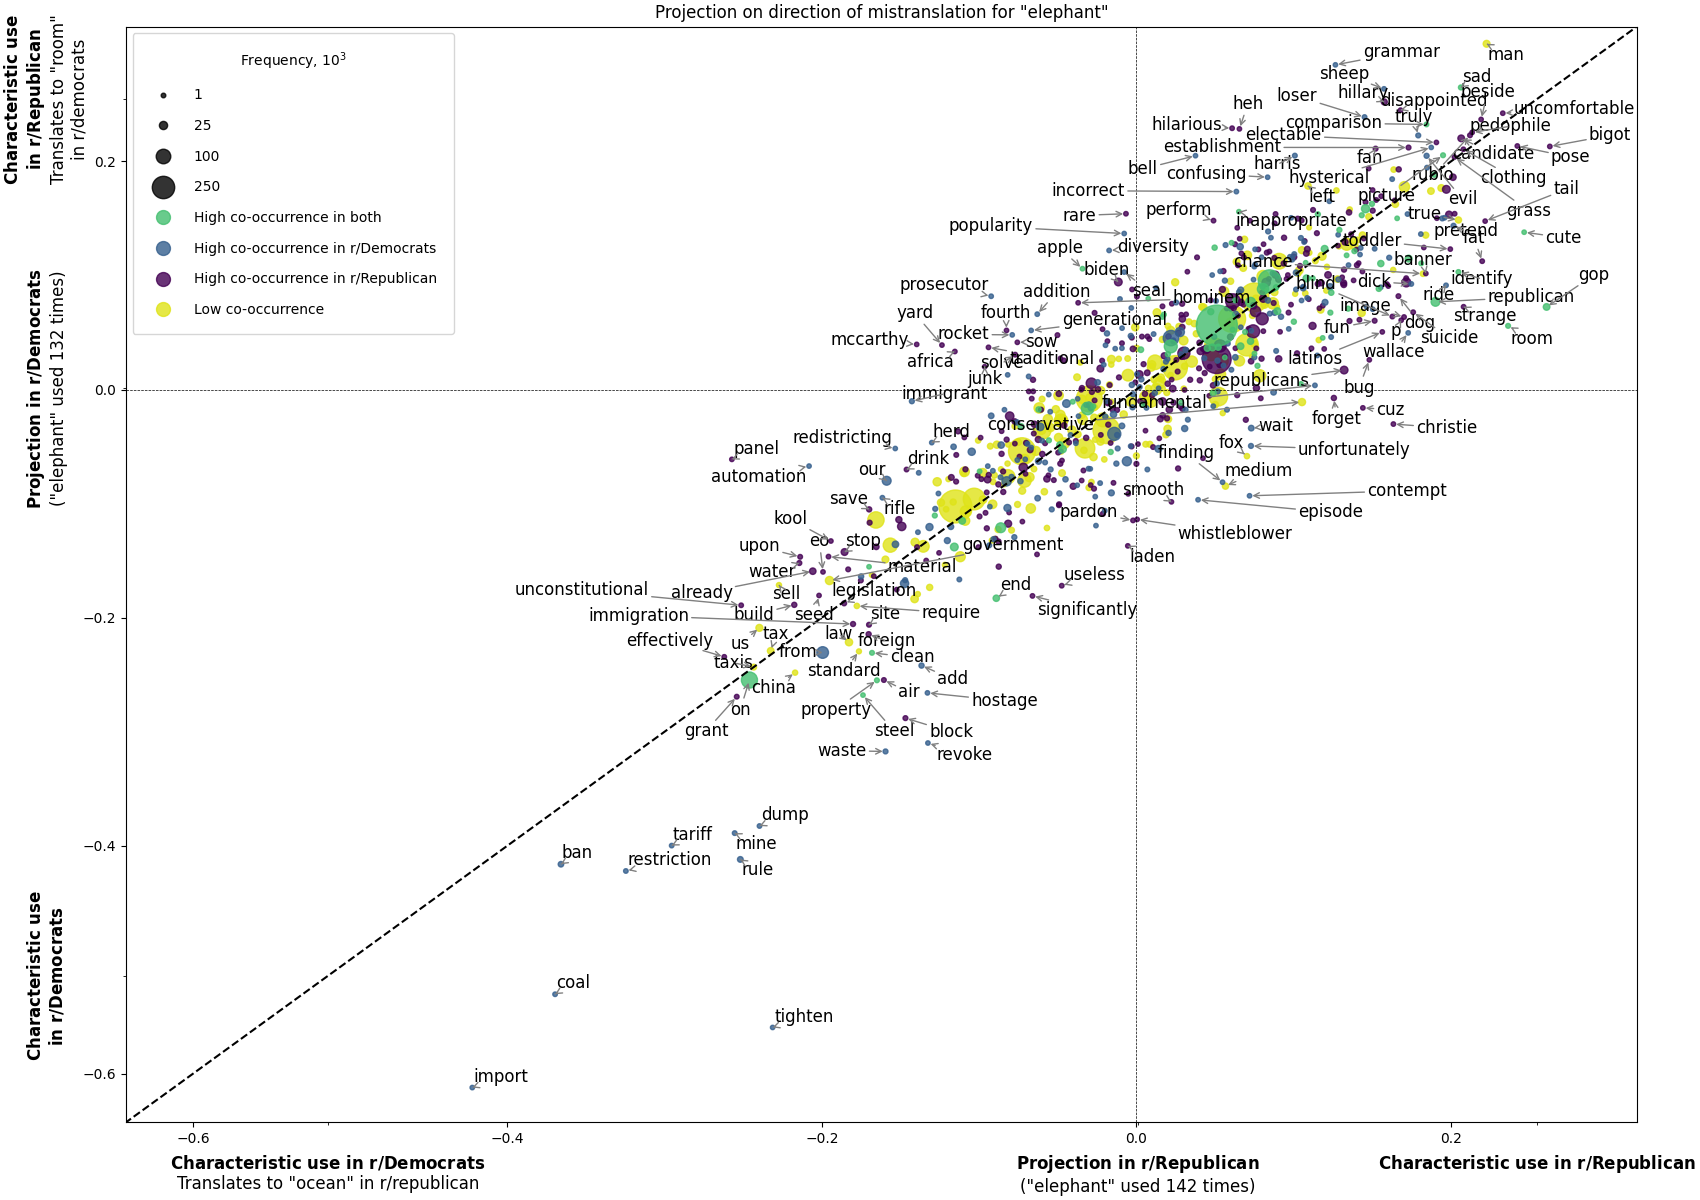 Projection on direction of mistranslation for "elephant"
Characteristic use
in r/Republican
Translates to "room"
in r/democrats
Projection in r/Democrats
("elephant" used 132 times)
Characteristic use
in r/Democrats
Frequency, 10³
1
25
100
250
High co-occurrence in both
High co-occurrence in r/Democrats
High co-occurrence in r/Republican
Low co-occurrence
0.2
0.0
−0.2
−0.4
−0.6
grammar
man
sheep
sad
hillary
beside
loser
disappointed
heh
uncomfortable
truly
comparison
hilarious
pedophile
electable
bigot
establishment
candidate
pose
fan
bell
harris
confusing
rubio
clothing
hysterical
incorrect
left
picture
evil
tail
rare
perform
true
grass
popularity
inappropriate
pretend
fat
cute
apple
diversity
toddler
biden
chance
banner
prosecutor
addition
seal
blind
dick
identify
gop
hominem
ride
republican
yard
fourth
image
strange
rocket
generational
fun
p
dog
suicide
room
mccarthy
sow
africa
solve
traditional
latinos
wallace
junk
republicans
bug
immigrant
fundamental
forget
cuz
conservative
wait
christie
redistricting
herd
panel
fox
unfortunately
automation
our
drink
finding
medium
save
rifle
smooth
contempt
kool
pardon
episode
upon
eo
stop
government
whistleblower
water
material
laden
unconstitutional
already
sell
legislation
end
useless
immigration
build
seed
site
require
significantly
effectively
us
tax
law
foreign
taxis
from
clean
china
standard
add
on
property
air
hostage
grant
steel
block
waste
revoke
dump
tariff
mine
ban
restriction
rule
coal
tighten
import
−0.6
−0.4
−0.2
0.0
0.2
Characteristic use in r/Democrats
Translates to "ocean" in r/republican
Projection in r/Republican
("elephant" used 142 times)
Characteristic use in r/Republican